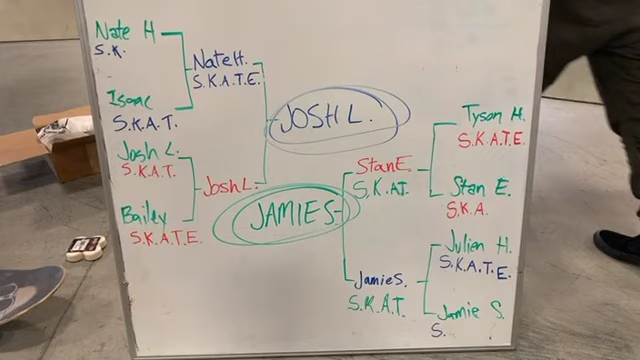 Nate H
S.K.
Isaac
S.K.A.T.
Josh L.
S.K.A.T.
Bailey
S.K.A.T.E.
Nate H.
S.K.A.T.E.
Josh L.
JOSH L.
JAMIE S.
Stan E.
S.K.A.T.
Jamie S.
S.K.A.T.
Tyson H.
S.K.A.T.E.
Stan E.
S.K.A.
Julien H.
S.K.A.T.E.
Jamie S.
S.